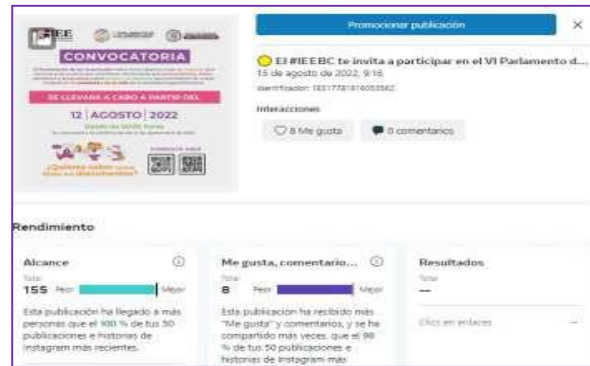 IEE
CONVOCATORIA
SE LLEVARÁ A CABO A PARTIR DEL
12 | AGOSTO | 2022
¿Quieres saber
Promocionar publicación
El #IEEBC te invita a participar en el VI Parlamento d...
15 de agosto de 2022, 9:16
Interacciones
8 Me gusta
0 comentarios
Rendimiento
Alcance
Total
155 Peor Mejor
Esta publicación ha llegado a más
personas que el 100 % de tus 50
publicaciones e historias de
Instagram más recientes.
Me gusta, comentario...
Total
8 Peor Mejor
Esta publicación ha recibido más
"Me gusta" y comentarios, y se ha
compartido más veces, que el 98
% de tus 50 publicaciones e
historias de Instagram más
Resultados
Total
--
Clics en enlaces --